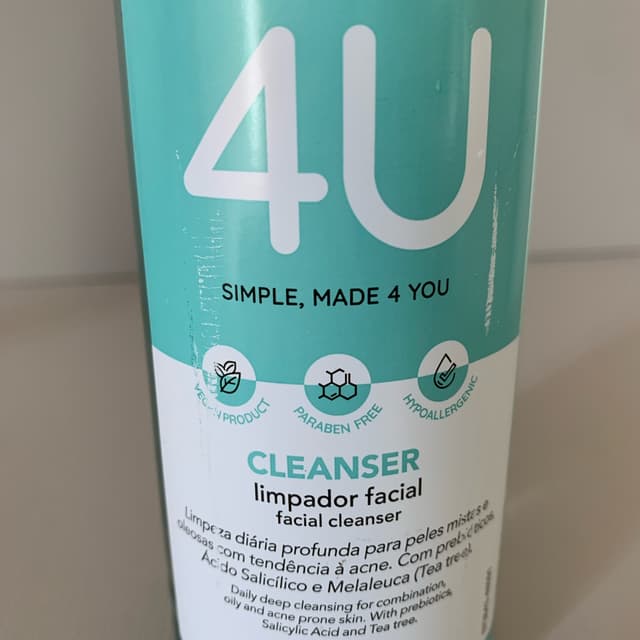 4U
SIMPLE, MADE 4 YOU
VEGAN PRODUCT
PARABEN FREE
HYPOALLERGENIC
CLEANSER
limpador facial
facial cleanser
Limpeza diária profunda para peles mistas e
oleosas com tendência à acne. Com prebióticos,
Ácido Salicílico e Melaleuca (Tea tree).
Daily deep cleansing for combination,
oily and acne prone skin. With prebiotics,
Salicylic Acid and Tea tree.